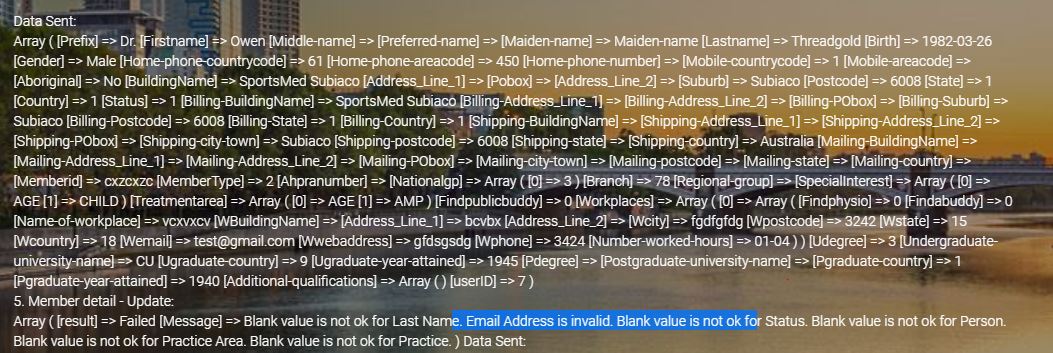 Data Sent:
Array ( [Prefix] => Dr. [Firstname] => Owen [Middle-name] => [Preferred-name] => [Maiden-name] => Maiden-name [Lastname] => Threadgold [Birth] => 1982-03-26
[Gender] => Male [Home-phone-countrycode] => 61 [Home-phone-areacode] => 450 [Home-phone-number] => [Mobile-countrycode] => 1 [Mobile-areacode] =>
[Aboriginal] => No [BuildingName] => SportsMed Subiaco [Address_Line_1] => [Pobox] => [Address_Line_2] => [Suburb] => Subiaco [Postcode] => 6008 [State] => 1
[Country] => 1 [Status] => 1 [Billing-BuildingName] => SportsMed Subiaco [Billing-Address_Line_1] => [Billing-Address_Line_2] => [Billing-PObox] => [Billing-Suburb] =>
Subiaco [Billing-Postcode] => 6008 [Billing-State] => 1 [Billing-Country] => 1 [Shipping-BuildingName] => [Shipping-Address_Line_1] => [Shipping-Address_Line_2] =>
[Shipping-PObox] => [Shipping-city-town] => Subiaco [Shipping-postcode] => 6008 [Shipping-state] => [Shipping-country] => Australia [Mailing-BuildingName] =>
[Mailing-Address_Line_1] => [Mailing-Address_Line_2] => [Mailing-PObox] => [Mailing-city-town] => [Mailing-postcode] => [Mailing-state] => [Mailing-country] =>
[Memberid] => cxzcxzc [MemberType] => 2 [Ahpranumber] => [Nationalgp] => Array ( [0] => 3 ) [Branch] => 78 [Regional-group] => [SpecialInterest] => Array ( [0] =>
AGE [1] => CHILD ) [Treatmentarea] => Array ( [0] => AGE [1] => AMP ) [Findpublicbuddy] => 0 [Workplaces] => Array ( [0] => Array ( [Findphysio] => 0 [Findabuddy] => 0
[Name-of-workplace] => vcxvxcv [WBuildingName] => [Address_Line_1] => bcvbx [Address_Line_2] => [Wcity] => fgdfgfdg [Wpostcode] => 3242 [Wstate] => 15
[Wcountry] => 18 [Wemail] => test@gmail.com [Wwebaddress] => gfdsgsdg [Wphone] => 3424 [Number-worked-hours] => 01-04 ) ) [Udegree] => 3 [Undergraduate-
university-name] => CU [Ugraduate-country] => 9 [Ugraduate-year-attained] => 1945 [Pdegree] => [Postgraduate-university-name] => [Pgraduate-country] => 1
[Pgraduate-year-attained] => 1940 [Additional-qualifications] => Array ( ) [userID] => 7 )
5. Member detail - Update:
Array ( [result] => Failed [Message] => Blank value is not ok for Last Name. Email Address is invalid. Blank value is not ok for Status. Blank value is not ok for Person.
Blank value is not ok for Practice Area. Blank value is not ok for Practice. ) Data Sent: